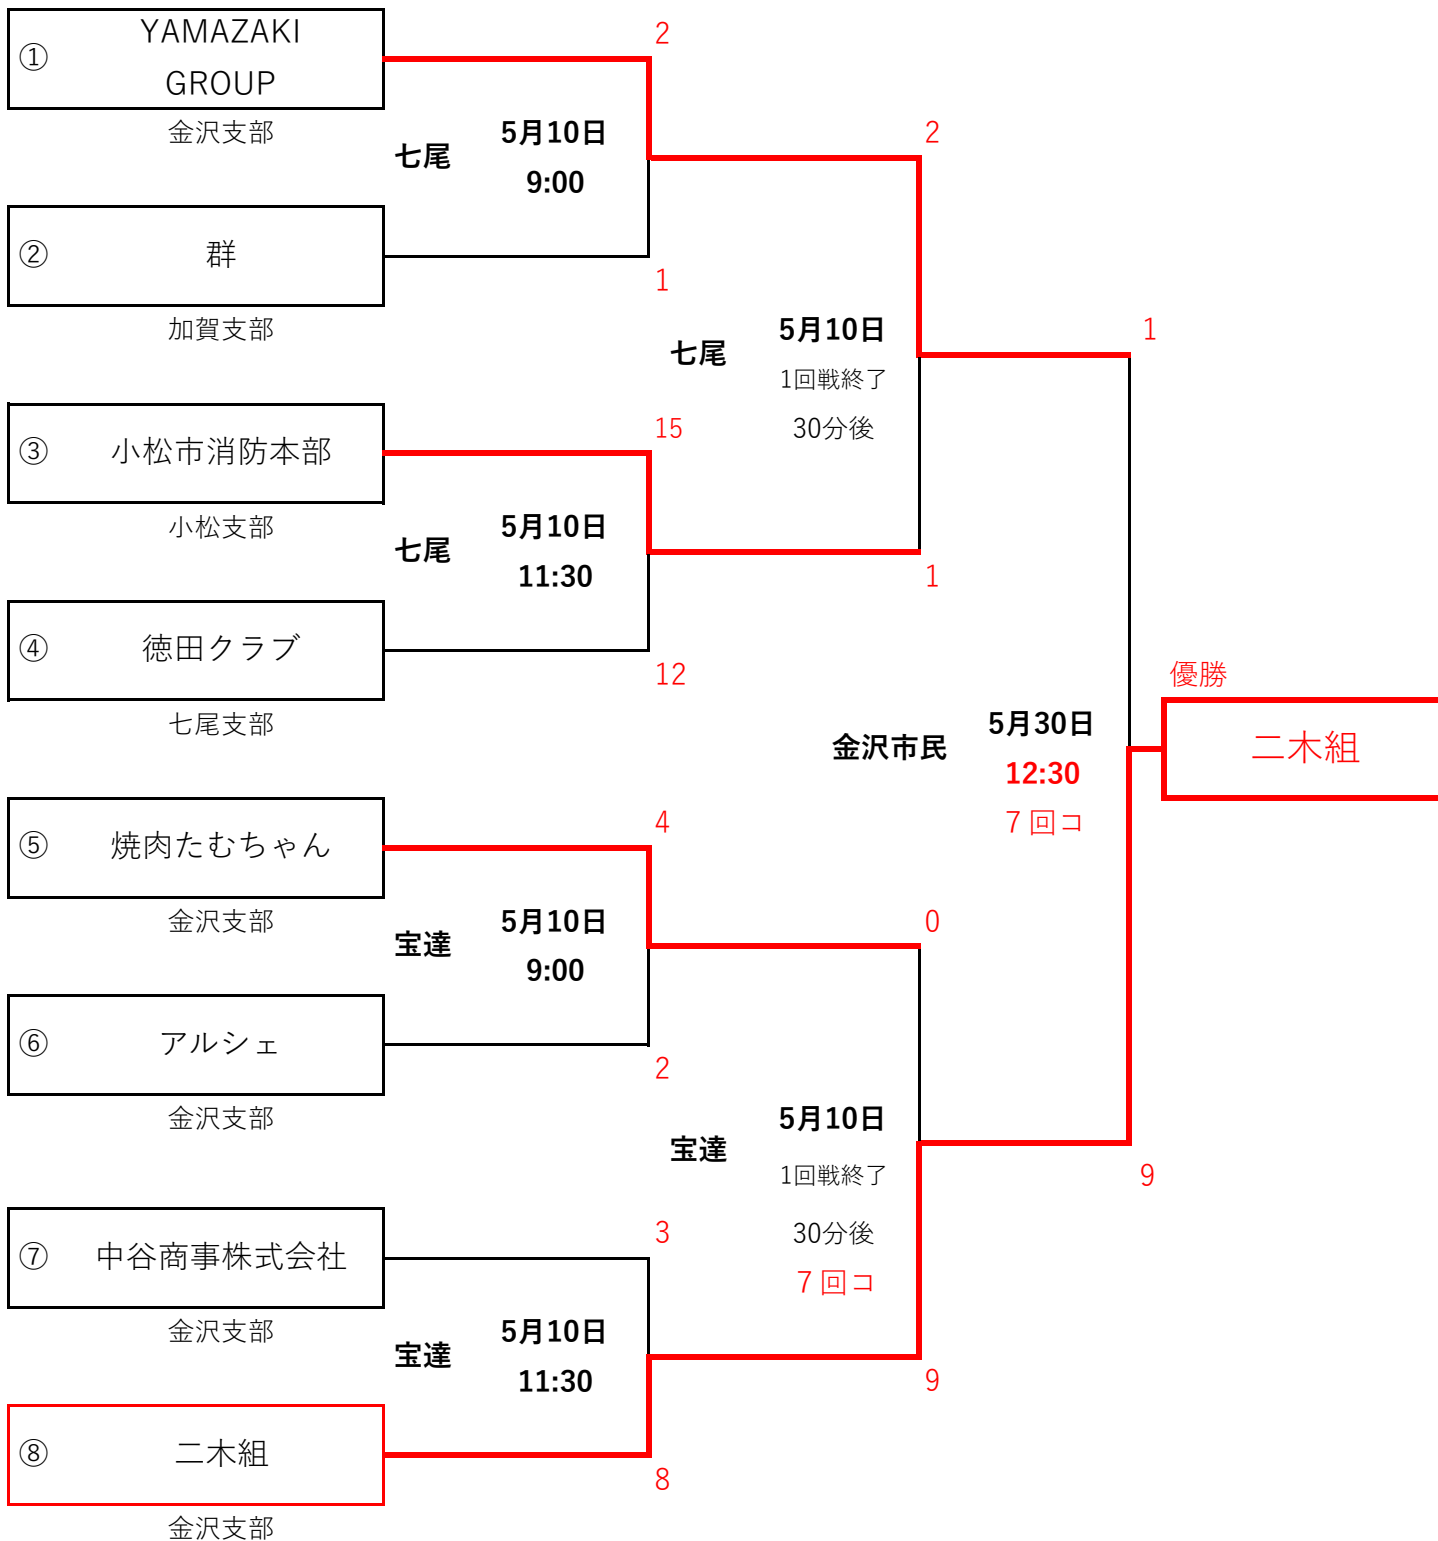 ① YAMAZAKI
GROUP
金沢支部
2
七尾
5月10日
9:00
② 群
加賀支部
1
2
七尾
5月10日
1回戦終了
30分後
③ 小松市消防本部
小松支部
15
七尾
5月10日
11:30
④ 徳田クラブ
七尾支部
12
1
1
金沢市民
5月30日
12:30
7回コ
優勝
二木組
⑤ 焼肉たむちゃん
金沢支部
4
宝達
5月10日
9:00
⑥ アルシェ
金沢支部
2
0
宝達
5月10日
1回戦終了
30分後
7回コ
9
⑦ 中谷商事株式会社
金沢支部
3
宝達
5月10日
11:30
⑧ 二木組
金沢支部
8
9